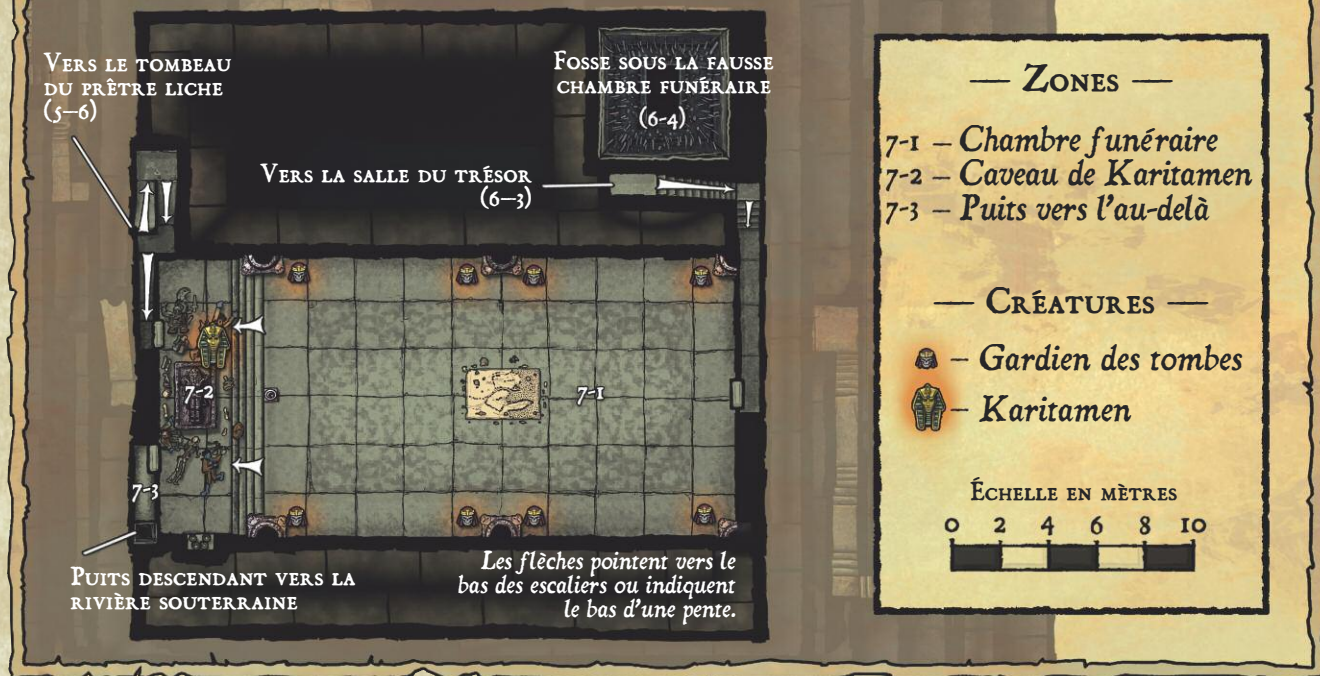 Vers le tombeau
du prêtre liche
(5–6)
Fosse sous la fausse
chambre funéraire
(6-4)
Vers la salle du trésor
(6–3)
7-2
7-1
7-3
Puits descendant vers la
rivière souterraine
Les flèches pointent vers le
bas des escaliers ou indiquent
le bas d'une pente.
— Zones —
7-1 – Chambre funéraire
7-2 – Caveau de Karitamen
7-3 – Puits vers l'au-delà
— Créatures —
– Gardien des tombes
– Karitamen
Échelle en mètres
0 2 4 6 8 10